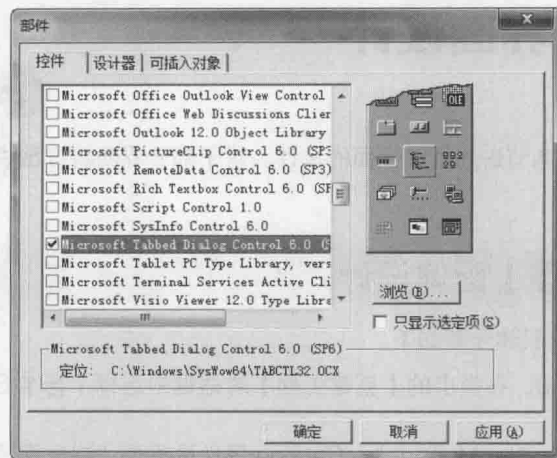 部件
控件 设计器 可插入对象
Microsoft Office Outlook View Control
Microsoft Office Web Discussions Clier
Microsoft Outlook 12.0 Object Library
Microsoft PictureClip Control 6.0 (SP3
Microsoft RemoteData Control 6.0 (SP3)
Microsoft Rich Textbox Control 6.0 (SF
Microsoft Script Control 1.0
Microsoft SysInfo Control 6.0
Microsoft Tabbed Dialog Control 6.0 (S
Microsoft Tablet PC Type Library, vers
Microsoft Terminal Services Active Cli
Microsoft Visio Viewer 12.0 Type Libra
OLE
浏览(B)...
只显示选定项(S)
Microsoft Tabbed Dialog Control 6.0 (SP6)
定位: C:\Windows\SysWow64\TABCTL32.OCX
确定 取消 应用(A)